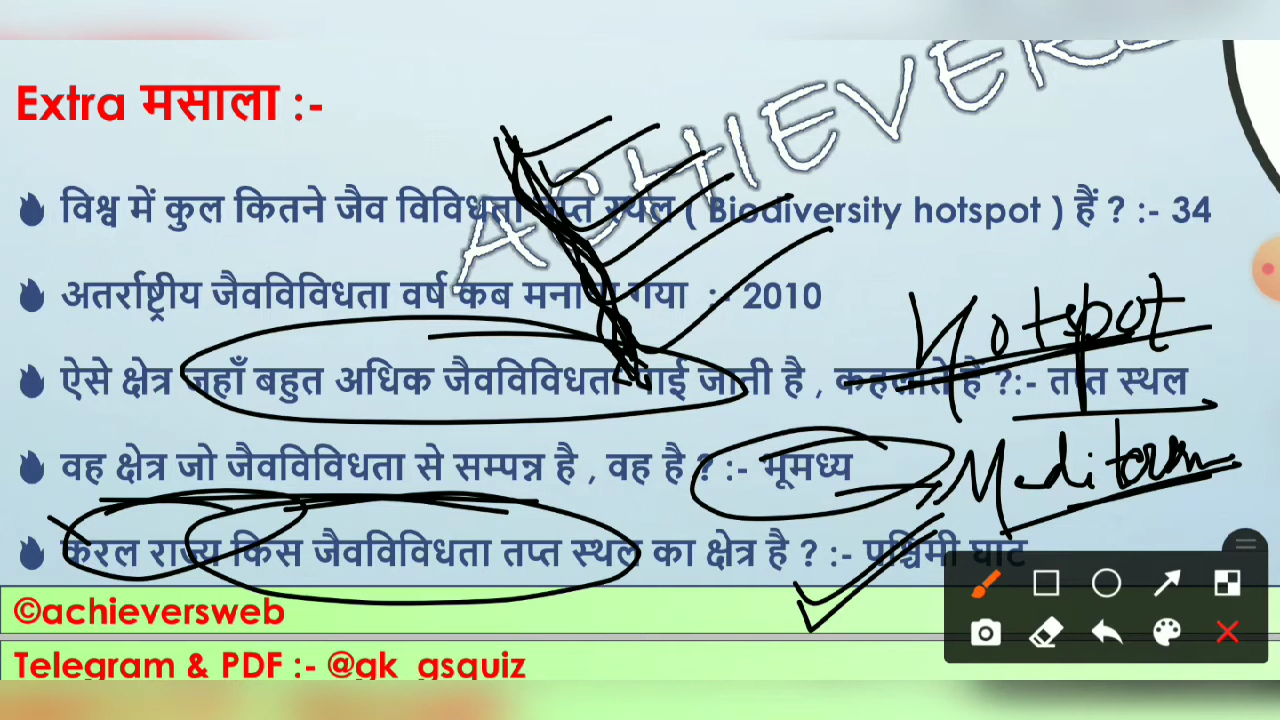 ACHIEVERS
Extra मसाला :-
विश्व में कुल कितने जैव विविधता तप्त स्थल ( Biodiversity hotspot ) हैं ? :- 34
अतर्राष्ट्रीय जैवविविधता वर्ष कब मनाया गया :- 2010
Hotspot
ऐसे क्षेत्र जहाँ बहुत अधिक जैवविविधता पाई जाती है , कहलाते है ?:- तप्त स्थल
वह क्षेत्र जो जैवविविधता से सम्पन्न है , वह है ? :- भूमध्य
केरल राज्य किस जैवविविधता तप्त स्थल का क्षेत्र है ? :- पश्चिमी घाट
©achieversweb
Telegram & PDF :- @gk_gsquiz